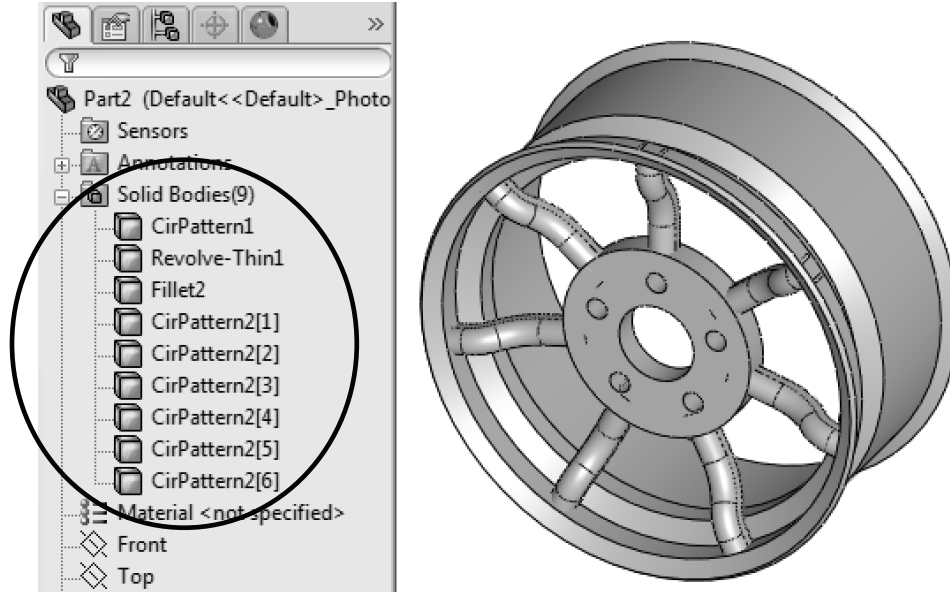 Part2 (Default<<Default>_Photo
Sensors
Annotations
Solid Bodies(9)
CirPattern1
Revolve-Thin1
Fillet2
CirPattern2[1]
CirPattern2[2]
CirPattern2[3]
CirPattern2[4]
CirPattern2[5]
CirPattern2[6]
Material <not specified>
Front
Top